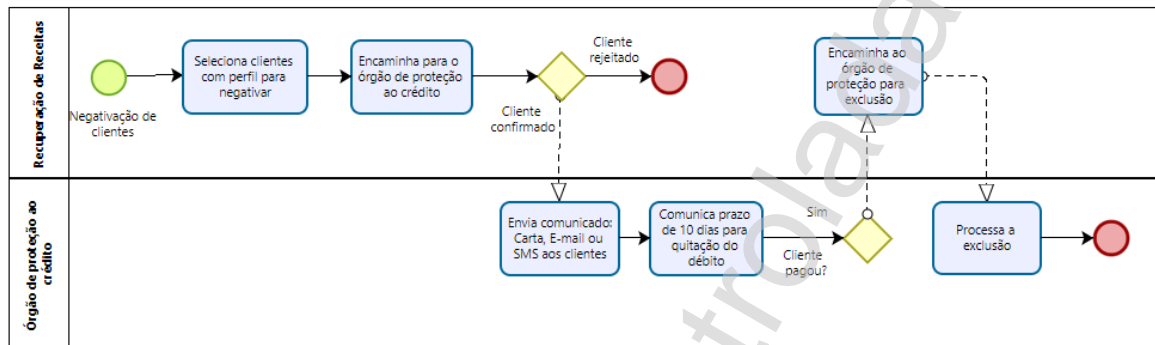 Recuperação de Receitas
Negativação de
clientes
Seleciona clientes
com perfil para
negativar
Encaminha para o
órgão de proteção
ao crédito
Cliente
rejeitado
Cliente
confirmado
Encaminha ao
órgão de
proteção para
exclusão
Órgão de proteção ao
crédito
Envia comunicado:
Carta, E-mail ou
SMS aos clientes
Comunica prazo
de 10 dias para
quitação do
débito
Sim
Cliente
pagou?
Processa a
exclusão
trolada